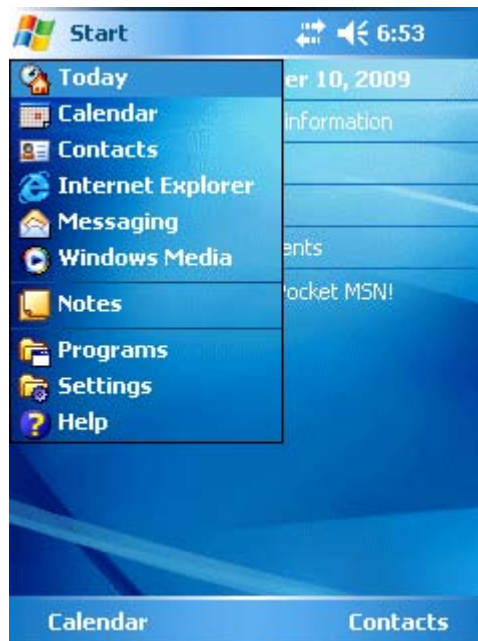 Start 6:53
Today
er 10, 2009
Calendar
information
Contacts
Internet Explorer
Messaging
Windows Media
ents
Notes
Pocket MSN!
Programs
Settings
Help
Calendar Contacts